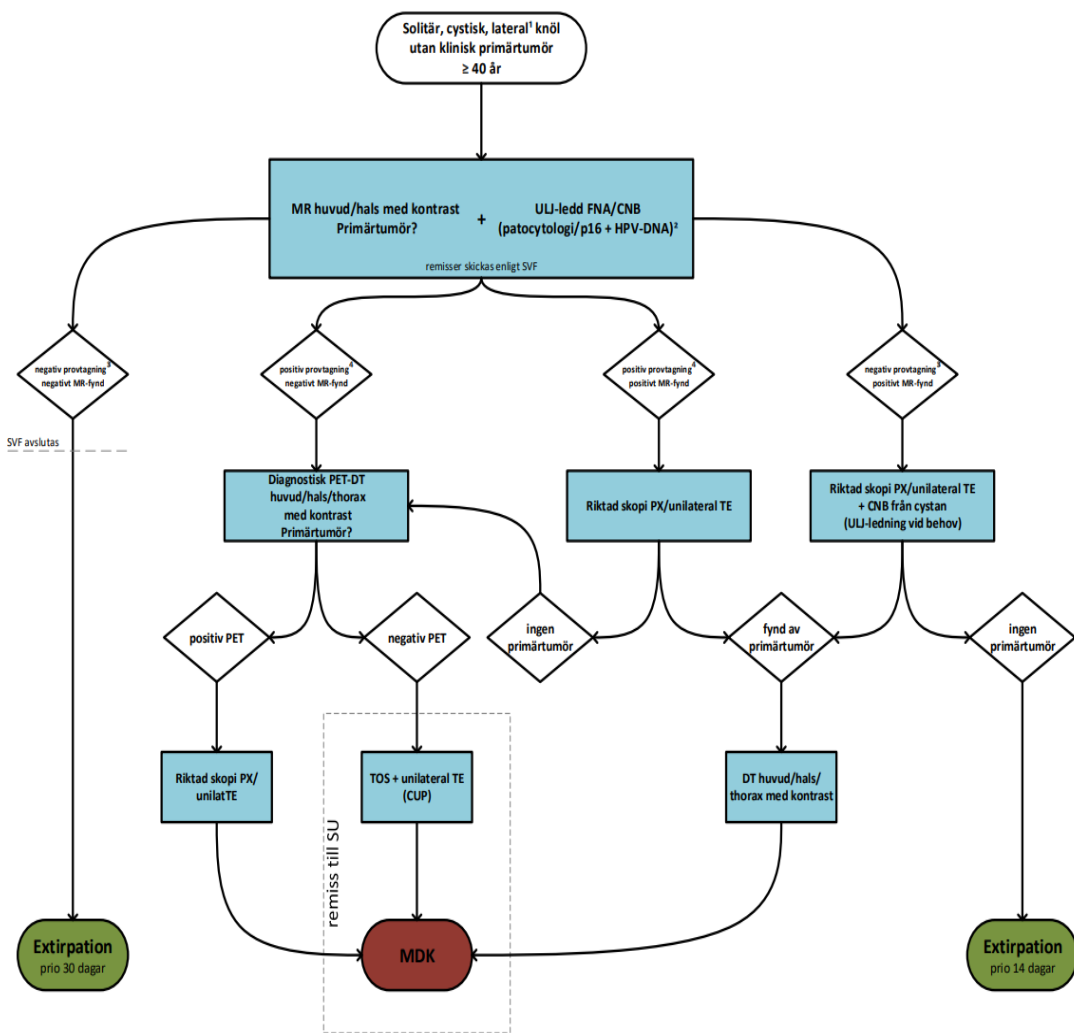 Solitär, cystisk, lateral¹ knöl
utan klinisk primärtumör
≥ 40 år
MR huvud/hals med kontrast
Primärtumör?
+
ULJ-ledd FNA/CNB
(patocytologi/p16 + HPV-DNA)²
remisser skickas enligt SVF
negativ provtagning³
negativt MR-fynd
positiv provtagning⁴
negativt MR-fynd
positiv provtagning⁴
positivt MR-fynd
negativ provtagning³
positivt MR-fynd
SVF avslutas
Diagnostisk PET-DT
huvud/hals/thorax
med kontrast
Primärtumör?
Riktad skopi PX/unilateral TE
Riktad skopi PX/unilateral TE
+ CNB från cystan
(ULJ-ledning vid behov)
positiv PET
negativ PET
ingen
primärtumör
fynd av
primärtumör
ingen
primärtumör
Riktad skopi PX/
unilatTE
TOS + unilateral TE
(CUP)
DT huvud/hals/
thorax med kontrast
remiss till SU
Extirpation
prio 30 dagar
MDK
Extirpation
prio 14 dagar